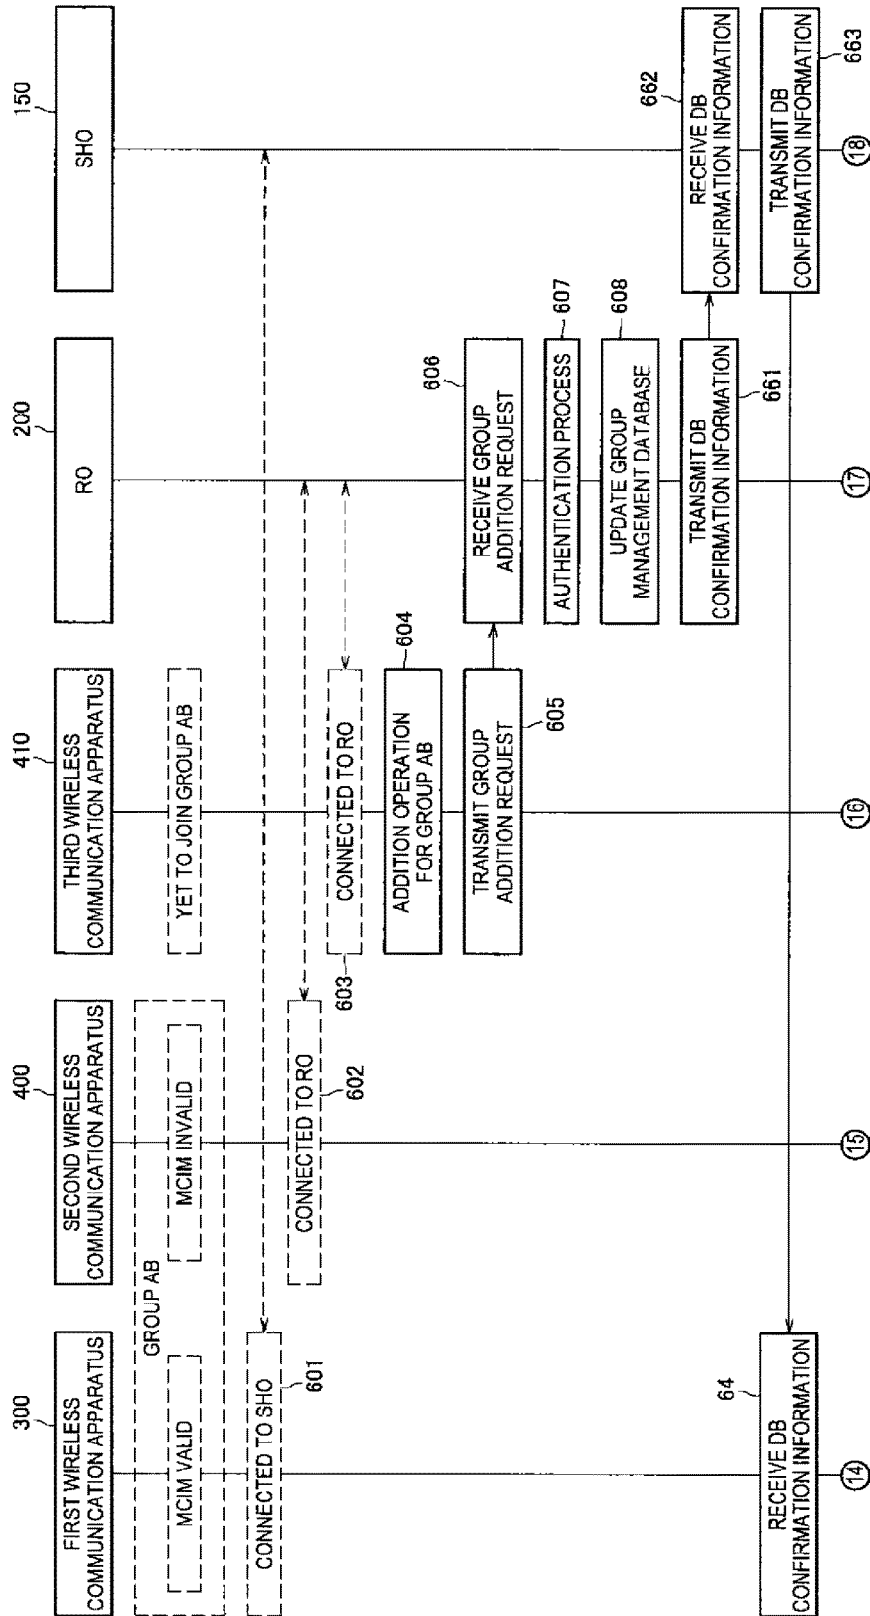 300
FIRST WIRELESS
COMMUNICATION APPARATUS
400
SECOND WIRELESS
COMMUNICATION APPARATUS
410
THIRD WIRELESS
COMMUNICATION APPARATUS
200
RO
150
SHO
GROUP AB
MCIM VALID
MCIM INVALID
YET TO JOIN GROUP AB
CONNECTED TO SHO
601
CONNECTED TO RO
602
CONNECTED TO RO
603
ADDITION OPERATION
FOR GROUP AB
604
TRANSMIT GROUP
ADDITION REQUEST
605
RECEIVE GROUP
ADDITION REQUEST
606
AUTHENTICATION PROCESS
607
UPDATE GROUP
MANAGEMENT DATABASE
608
TRANSMIT DB
CONFIRMATION INFORMATION
661
RECEIVE DB
CONFIRMATION INFORMATION
662
TRANSMIT DB
CONFIRMATION INFORMATION
663
RECEIVE DB
CONFIRMATION INFORMATION
64
14
15
16
17
18